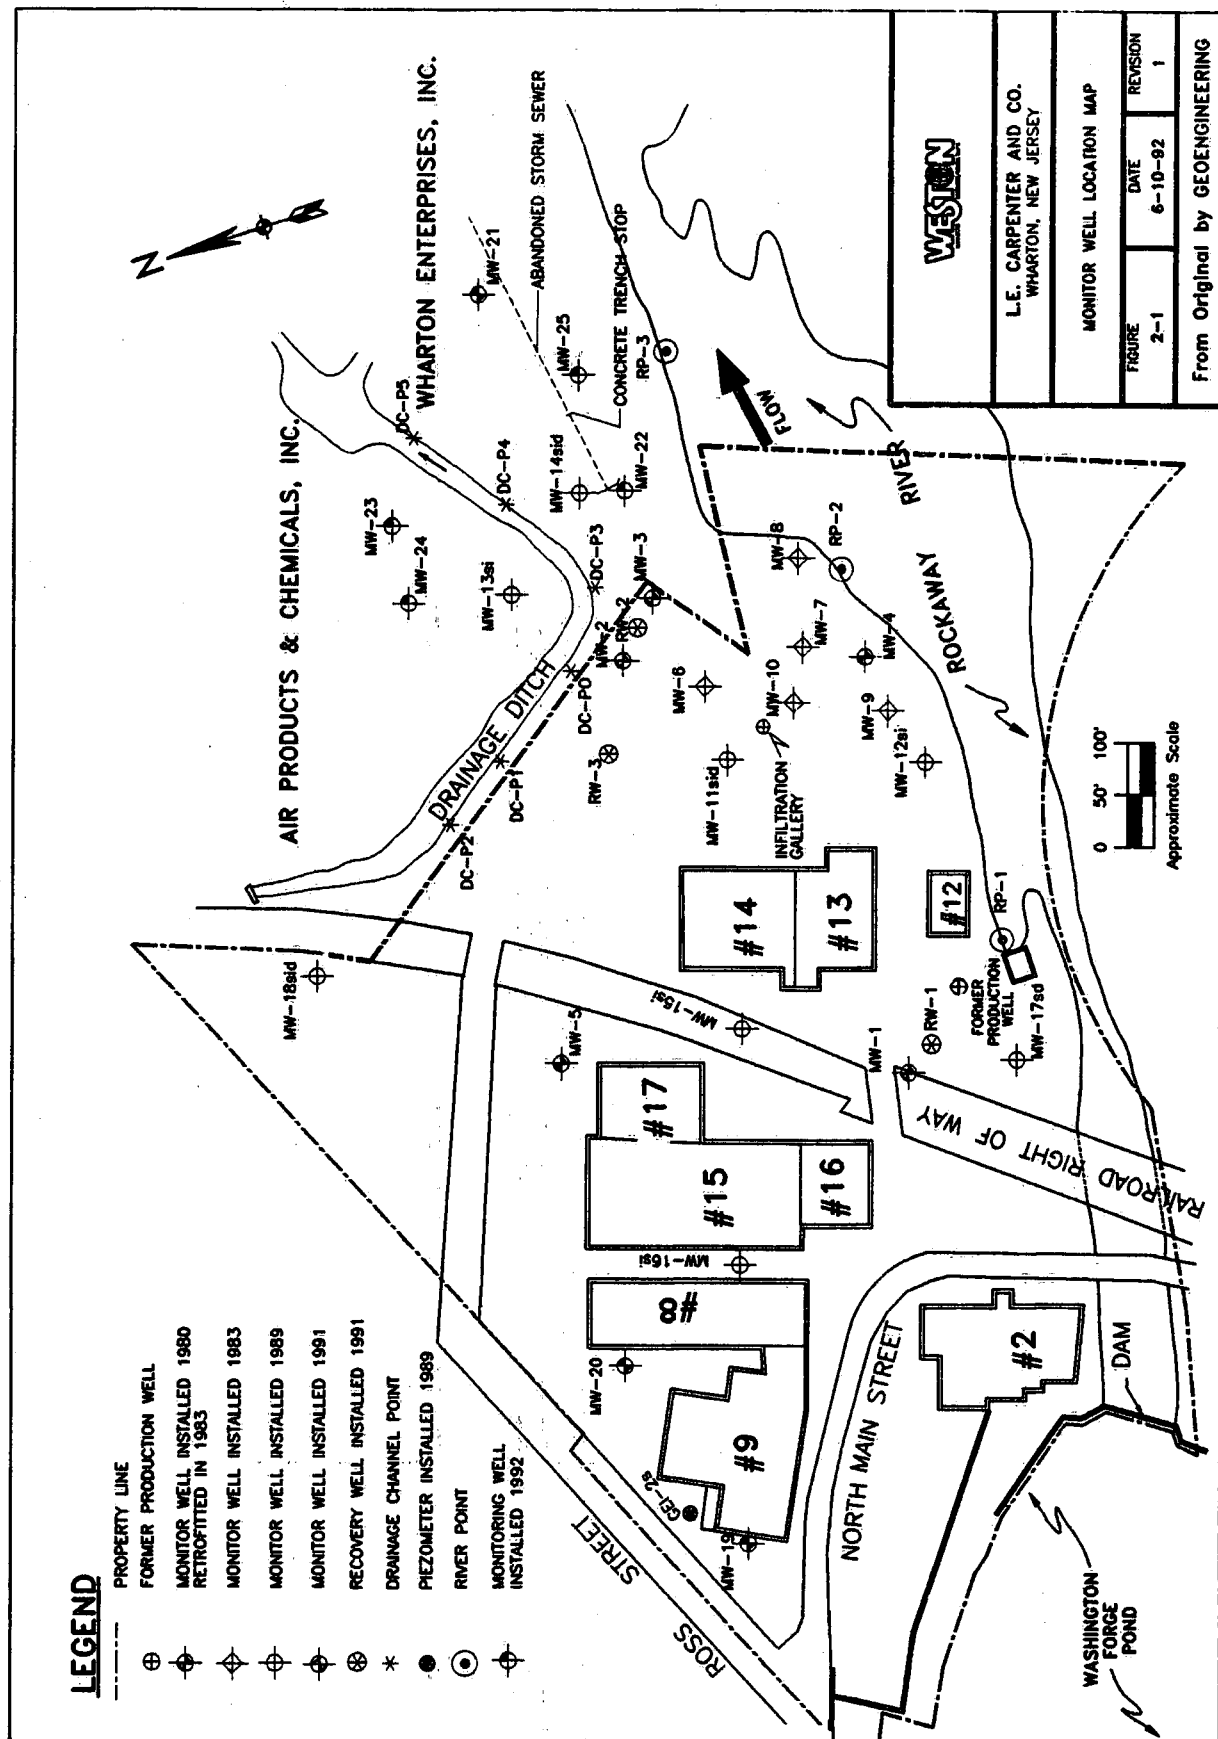 LEGEND
PROPERTY LINE
FORMER PRODUCTION WELL
MONITOR WELL INSTALLED 1980
RETROFITTED IN 1983
MONITOR WELL INSTALLED 1983
MONITOR WELL INSTALLED 1989
MONITOR WELL INSTALLED 1991
RECOVERY WELL INSTALLED 1991
DRAINAGE CHANNEL POINT
PIEZOMETER INSTALLED 1989
RIVER POINT
MONITORING WELL
INSTALLED 1992
N
AIR PRODUCTS & CHEMICALS, INC.
WHARTON ENTERPRISES, INC.
ABANDONED STORM SEWER
CONCRETE TRENCH STOP
MW-21
MW-25
RP-3
DC-P5
DC-P4
MW-14sid
MW-22
MW-23
MW-24
MW-13si
DC-P3
MW-3
RW-2
MW-2
DC-P0
DRAINAGE DITCH
DC-P1
DC-P2
RW-3
MW-6
MW-8
RP-2
MW-7
MW-10
MW-4
MW-9
MW-12si
MW-11sid
INFILTRATION
GALLERY
FLOW
ROCKAWAY
RIVER
MW-18sid
MW-5
MW-15si
#14
#13
#12
RP-1
FORMER
PRODUCTION
WELL
RW-1
MW-17sd
MW-1
#17
#15
#16
RAILROAD RIGHT OF WAY
MW-16si
#8
MW-20
#9
GEI-2s
MW-19
#2
NORTH MAIN STREET
ROSS
STREET
DAM
WASHINGTON
FORGE
POND
0
50'
100'
Approximate Scale
WESTON
L.E. CARPENTER AND CO.
WHARTON, NEW JERSEY
MONITOR WELL LOCATION MAP
FIGURE
2-1
DATE
6-10-92
REVISION
1
From Original by GEOENGINEERING